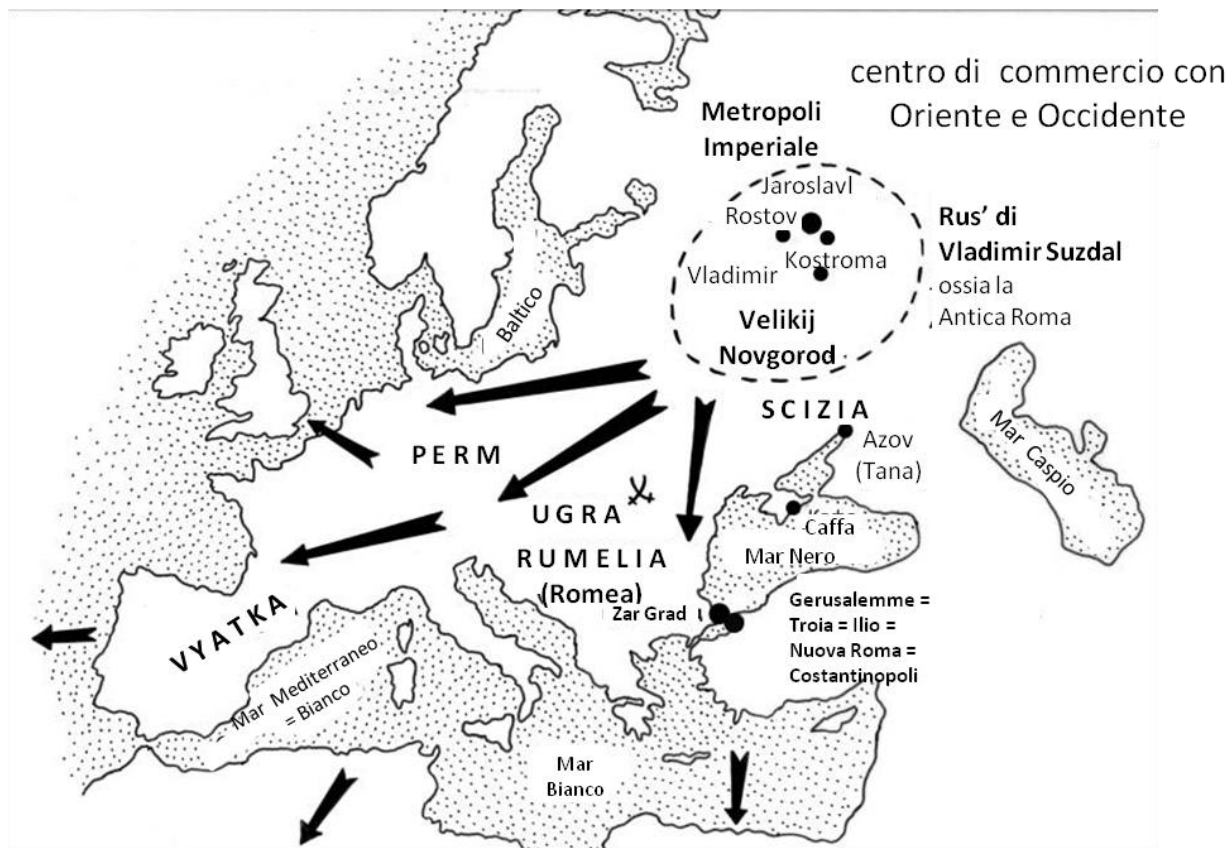 centro di commercio con
Oriente e Occidente
Metropoli
Imperiale
Jaroslavl
Rostov
Kostroma
Vladimir
Velikij
Novgorod
Rus’ di
Vladimir Suzdal
ossia la
Antica Roma
Baltico
SCIZIA
Azov
(Tana)
Mar Caspio
PERM
UGRA
Caffa
Mar Nero
RUMELIA
(Romea)
Zar Grad
Gerusalemme =
Troia = Ilio =
Nuova Roma =
Costantinopoli
VYATKA
Mar Mediterraneo
= Bianco
Mar
Bianco